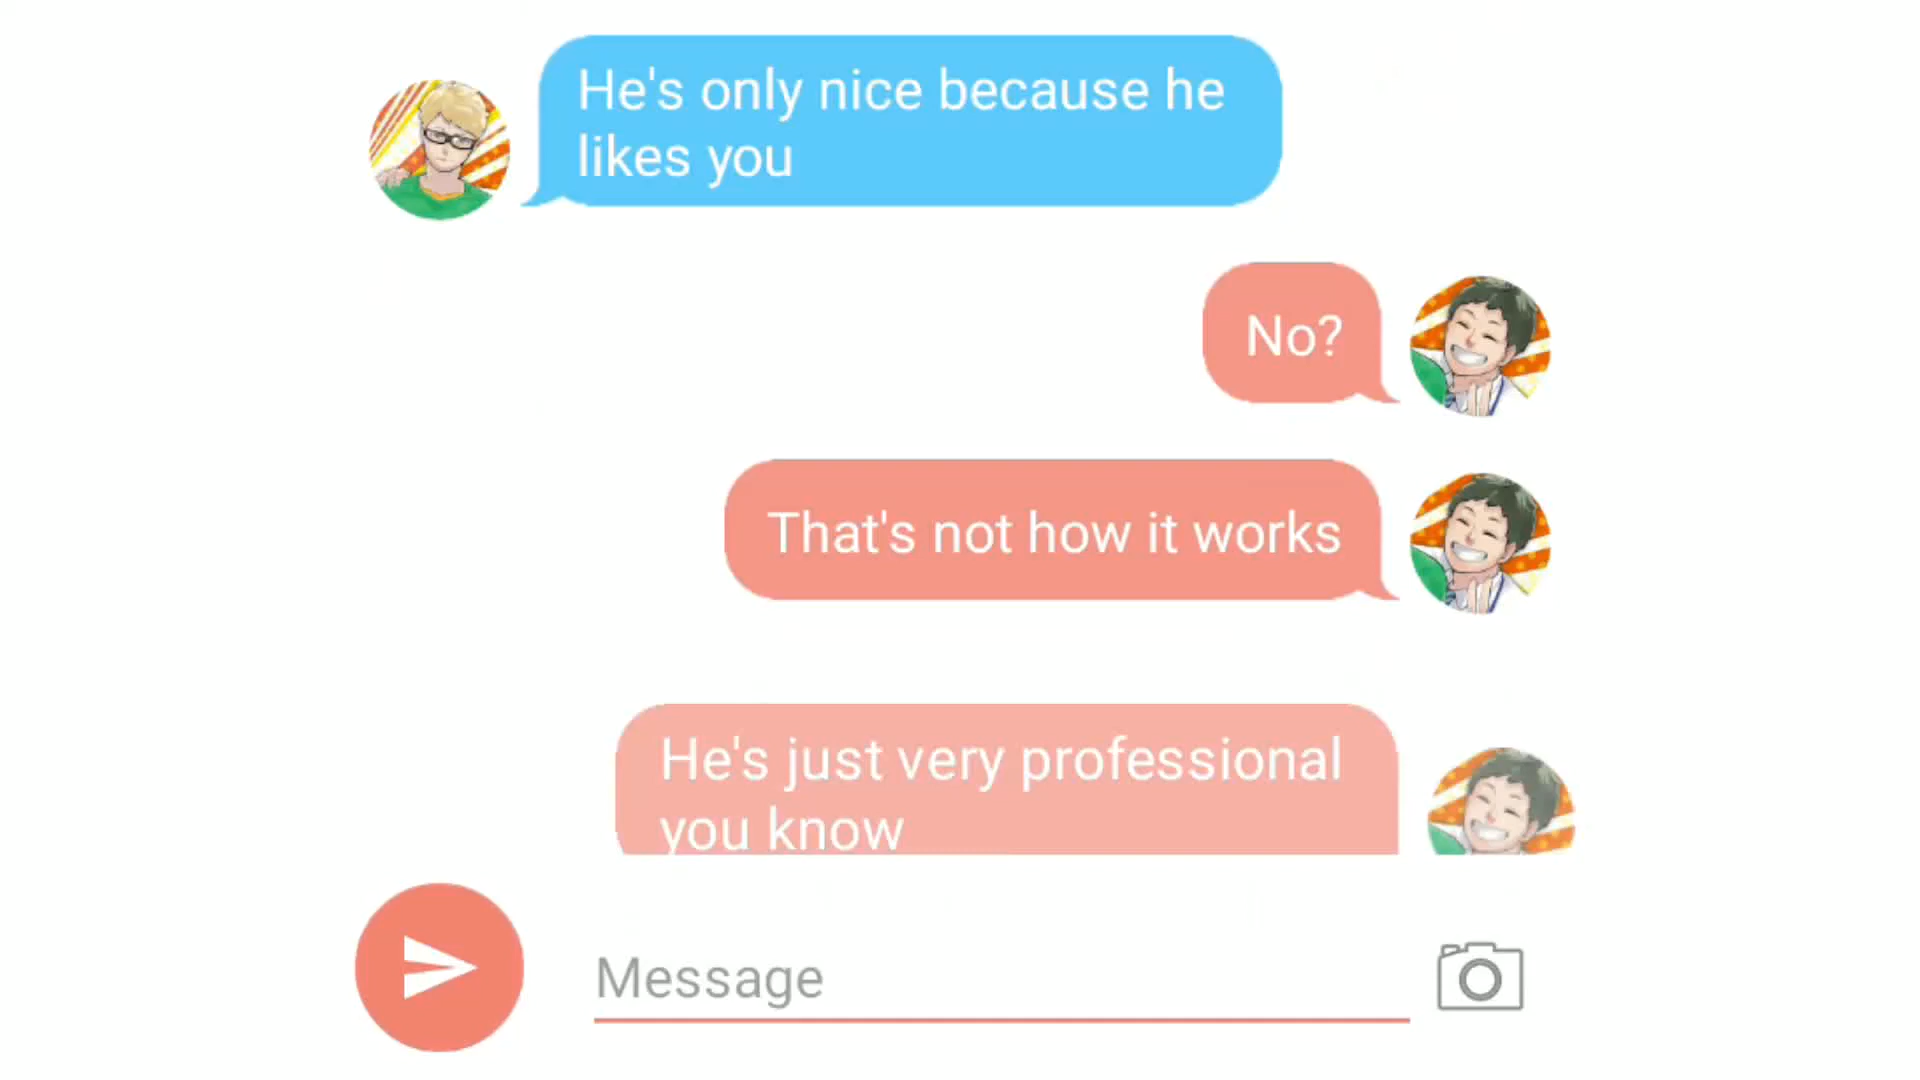 He's only nice because he
likes you
No?
That's not how it works
He's just very professional
you know
Message